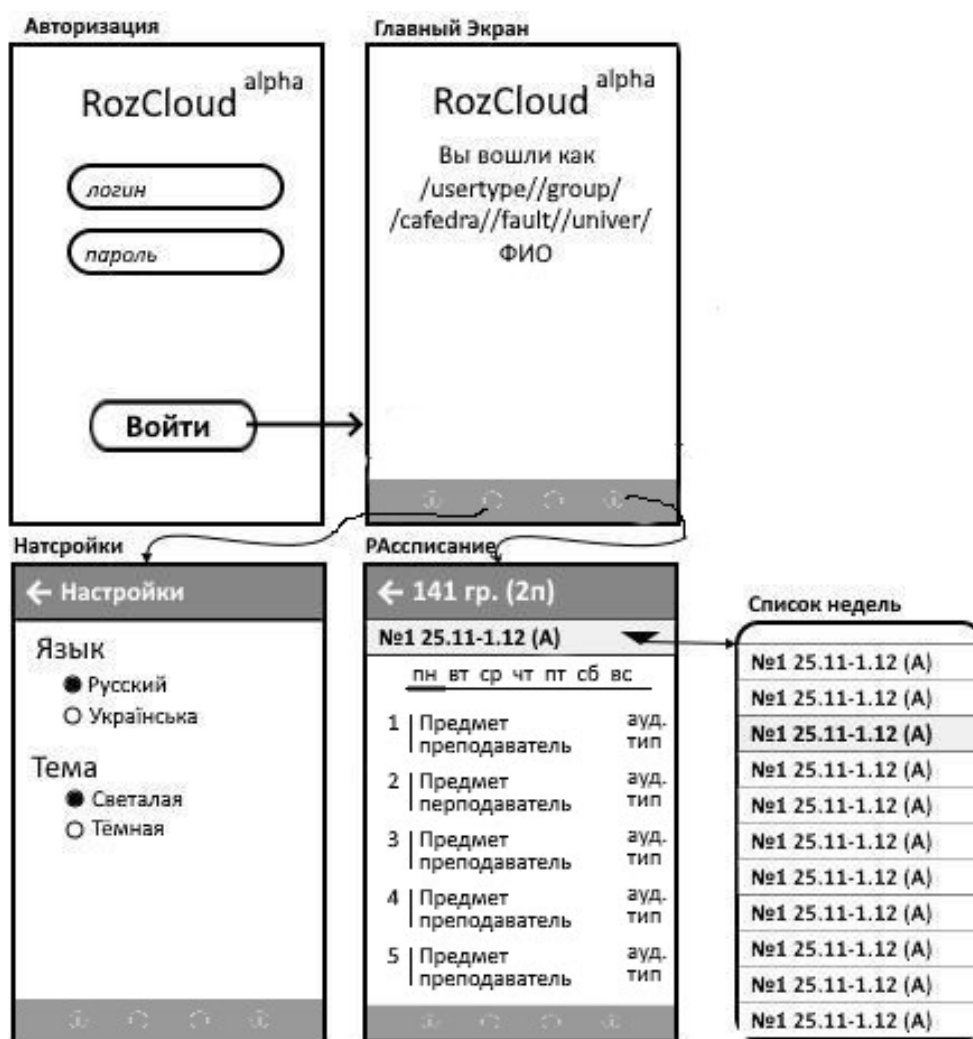 Авторизация
RozCloud alpha
логин
пароль
Войти
Главный Экран
RozCloud alpha
Вы вошли как
/usertype//group/
/cafedra//fault//univer/
ФИО
Натсройки
← Настройки
Язык
Русский
Українська
Тема
Светалая
Тёмная
РАссписание
← 141 гр. (2п)
№1 25.11-1.12 (А)
пн вт ср чт пт сб вс
1 Предмет ауд.
преподаватель тип
2 Предмет ауд.
перподаватель тип
3 Предмет ауд.
преподаватель тип
4 Предмет ауд.
преподаватель тип
5 Предмет ауд.
преподаватель тип
Список недель
№1 25.11-1.12 (А)
№1 25.11-1.12 (А)
№1 25.11-1.12 (А)
№1 25.11-1.12 (А)
№1 25.11-1.12 (А)
№1 25.11-1.12 (А)
№1 25.11-1.12 (А)
№1 25.11-1.12 (А)
№1 25.11-1.12 (А)
№1 25.11-1.12 (А)
№1 25.11-1.12 (А)